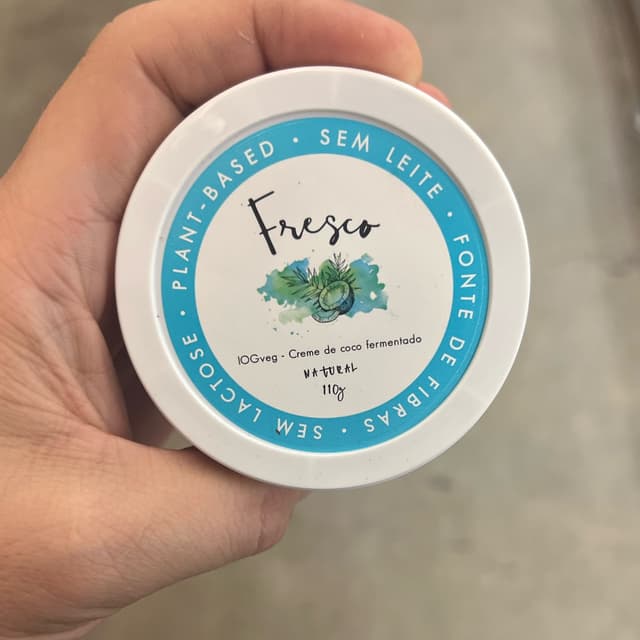 PLANT-BASED • SEM LEITE • FONTE DE FIBRAS • SEM LACTOSE •
Fresco
IOGveg - Creme de coco fermentado
NATURAL
110g